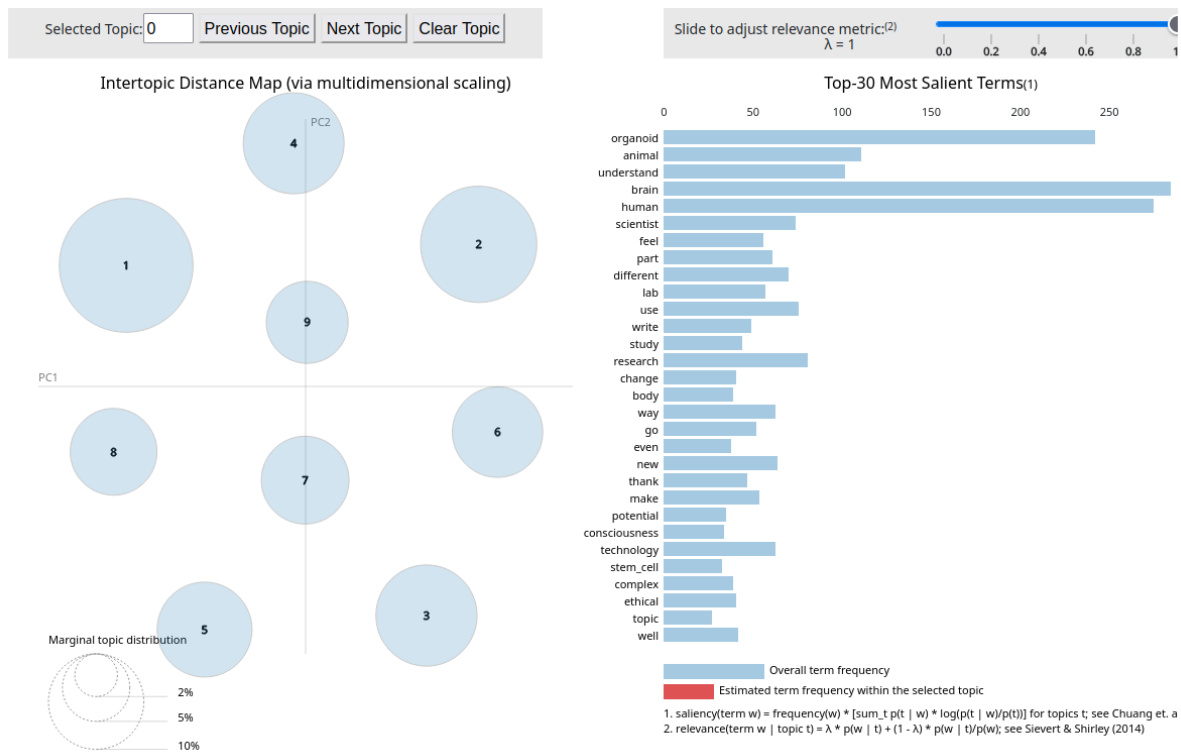 Selected Topic: 0 Previous Topic Next Topic Clear Topic
Slide to adjust relevance metric:(2)
λ = 1
0.0 0.2 0.4 0.6 0.8 1
Intertopic Distance Map (via multidimensional scaling)
PC2
PC1
4
1
2
9
8
6
7
5
3
Marginal topic distribution
2%
5%
10%
Top-30 Most Salient Terms(1)
0 50 100 150 200 250
organoid
animal
understand
brain
human
scientist
feel
part
different
lab
use
write
study
research
change
body
way
go
even
new
thank
make
potential
consciousness
technology
stem_cell
complex
ethical
topic
well
Overall term frequency
Estimated term frequency within the selected topic
1. saliency(term w) = frequency(w) * [sum_t p(t | w) * log(p(t | w)/p(t))] for topics t; see Chuang et. a
2. relevance(term w | topic t) = λ * p(w | t) + (1 - λ) * p(w | t)/p(w); see Sievert & Shirley (2014)